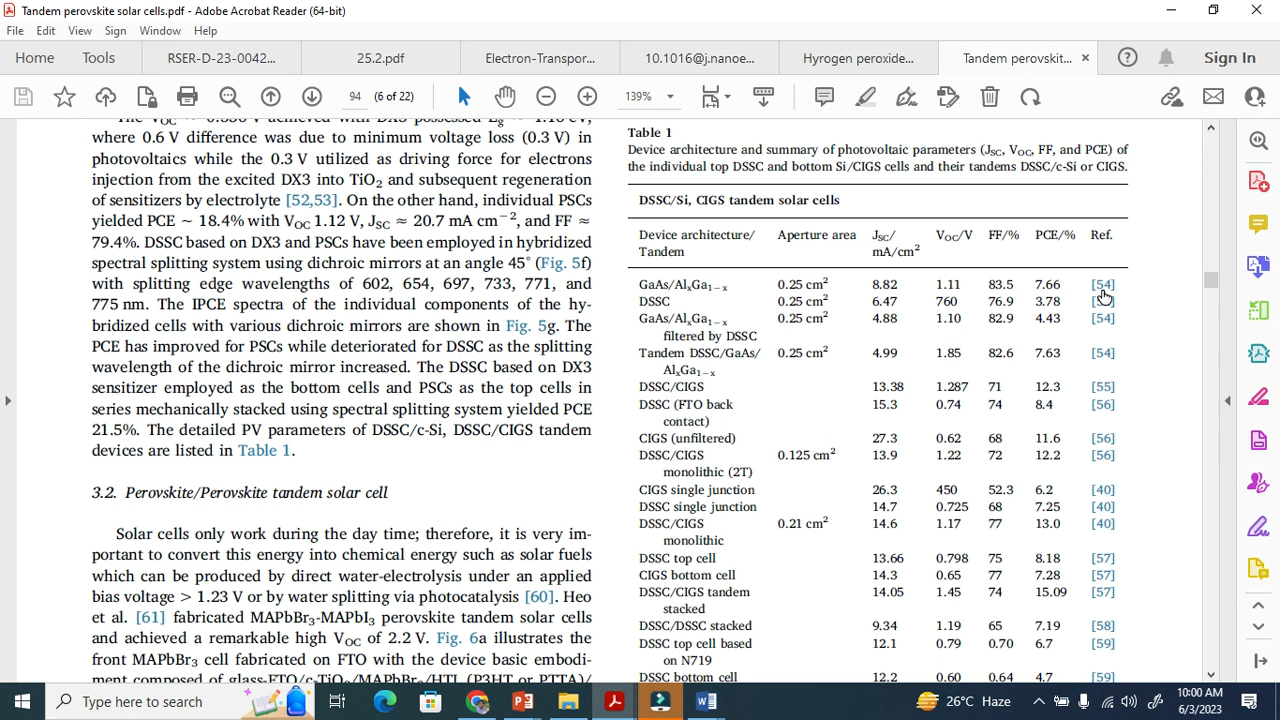 Tandem perovskite solar cells.pdf - Adobe Acrobat Reader (64-bit)
File Edit View Sign Window Help
Home Tools RSER-D-23-0042... 25.2.pdf Electron-Transpor... 10.1016@j.nanoe... Hyrogen peroxide... Tandem perovskit... Sign In
94 (6 of 22) 139%
where 0.6 V difference was due to minimum voltage loss (0.3 V) in
photovoltaics while the 0.3 V utilized as driving force for electrons
injection from the excited DX3 into TiO₂ and subsequent regeneration
of sensitizers by electrolyte [52,53]. On the other hand, individual PSCs
yielded PCE ~ 18.4% with VOC 1.12 V, JSC ≈ 20.7 mA cm⁻², and FF ≈
79.4%. DSSC based on DX3 and PSCs have been employed in hybridized
spectral splitting system using dichroic mirrors at an angle 45° (Fig. 5f)
with splitting edge wavelengths of 602, 654, 697, 733, 771, and
775 nm. The IPCE spectra of the individual components of the hy-
bridized cells with various dichroic mirrors are shown in Fig. 5g. The
PCE has improved for PSCs while deteriorated for DSSC as the splitting
wavelength of the dichroic mirror increased. The DSSC based on DX3
sensitizer employed as the bottom cells and PSCs as the top cells in
series mechanically stacked using spectral splitting system yielded PCE
21.5%. The detailed PV parameters of DSSC/c-Si, DSSC/CIGS tandem
devices are listed in Table 1.
3.2. Perovskite/Perovskite tandem solar cell
Solar cells only work during the day time; therefore, it is very im-
portant to convert this energy into chemical energy such as solar fuels
which can be produced by direct water-electrolysis under an applied
bias voltage > 1.23 V or by water splitting via photocatalysis [60]. Heo
et al. [61] fabricated MAPbBr₃-MAPbI₃ perovskite tandem solar cells
and achieved a remarkable high VOC of 2.2 V. Fig. 6a illustrates the
front MAPbBr₃ cell fabricated on FTO with the device basic embodi-
ment composed of glass-FTO/c-TiO₂/MAPbBr₃/HTL (P3HT or PTTA)/
Table 1
Device architecture and summary of photovoltaic parameters (JSC, VOC, FF, and PCE) of
the individual top DSSC and bottom Si/CIGS cells and their tandems DSSC/c-Si or CIGS.
DSSC/Si, CIGS tandem solar cells
Device architecture/ Aperture area JSC/ VOC/V FF/% PCE/% Ref.
Tandem mA/cm²
GaAs/AlxGa1−x 0.25 cm² 8.82 1.11 83.5 7.66 [54]
DSSC 0.25 cm² 6.47 760 76.9 3.78
GaAs/AlxGa1−x 0.25 cm² 4.88 1.10 82.9 4.43 [54]
filtered by DSSC
Tandem DSSC/GaAs/ 0.25 cm² 4.99 1.85 82.6 7.63 [54]
AlxGa1−x
DSSC/CIGS 13.38 1.287 71 12.3 [55]
DSSC (FTO back 15.3 0.74 74 8.4 [56]
contact)
CIGS (unfiltered) 27.3 0.62 68 11.6 [56]
DSSC/CIGS 0.125 cm² 13.9 1.22 72 12.2 [56]
monolithic (2T)
CIGS single junction 26.3 450 52.3 6.2 [40]
DSSC single junction 14.7 0.725 68 7.25 [40]
DSSC/CIGS 0.21 cm² 14.6 1.17 77 13.0 [40]
monolithic
DSSC top cell 13.66 0.798 75 8.18 [57]
CIGS bottom cell 14.3 0.65 77 7.28 [57]
DSSC/CIGS tandem 14.05 1.45 74 15.09 [57]
stacked
DSSC/DSSC stacked 9.34 1.19 65 7.19 [58]
DSSC top cell based 12.1 0.79 0.70 6.7 [59]
on N719
DSSC bottom cell 12.2 0.60 0.64 4.7 [59]
Type here to search
26°C Haze
10:00 AM
6/3/2023